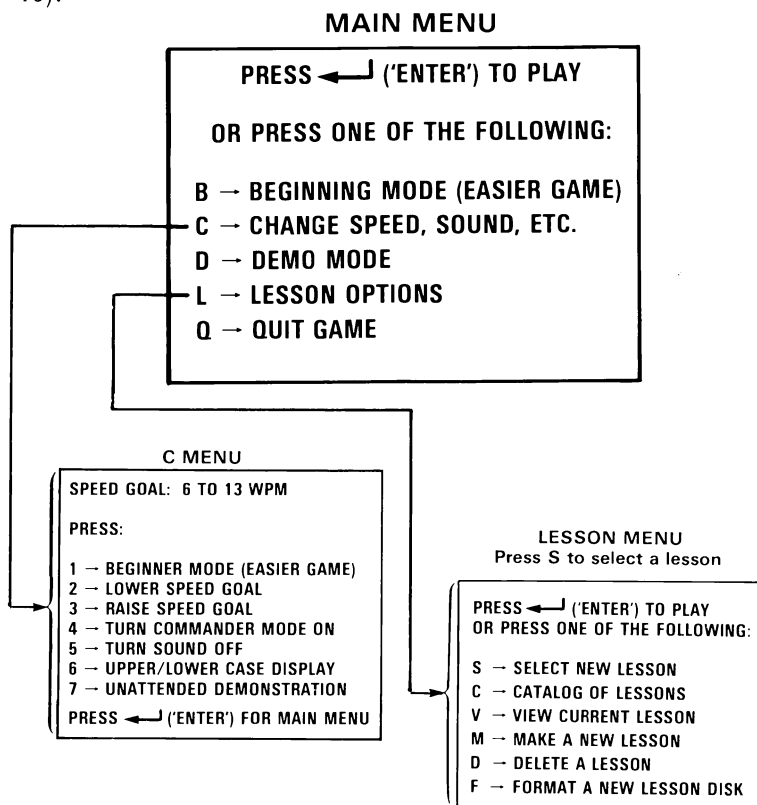 MAIN MENU
PRESS ↵ ('ENTER') TO PLAY
OR PRESS ONE OF THE FOLLOWING:
B → BEGINNING MODE (EASIER GAME)
C → CHANGE SPEED, SOUND, ETC.
D → DEMO MODE
L → LESSON OPTIONS
Q → QUIT GAME
C MENU
SPEED GOAL: 6 TO 13 WPM
PRESS:
1 → BEGINNER MODE (EASIER GAME)
2 → LOWER SPEED GOAL
3 → RAISE SPEED GOAL
4 → TURN COMMANDER MODE ON
5 → TURN SOUND OFF
6 → UPPER/LOWER CASE DISPLAY
7 → UNATTENDED DEMONSTRATION
PRESS ↵ ('ENTER') FOR MAIN MENU
LESSON MENU
Press S to select a lesson
PRESS ↵ ('ENTER') TO PLAY
OR PRESS ONE OF THE FOLLOWING:
S → SELECT NEW LESSON
C → CATALOG OF LESSONS
V → VIEW CURRENT LESSON
M → MAKE A NEW LESSON
D → DELETE A LESSON
F → FORMAT A NEW LESSON DISK